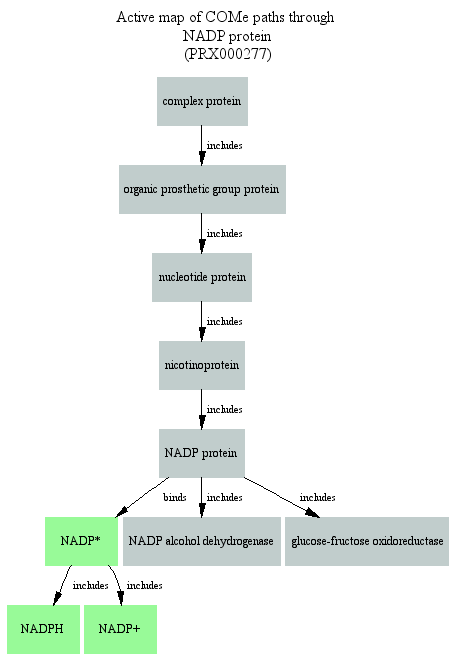 Active map of COMe paths through
NADP protein
(PRX000277)
complex protein
includes
organic prosthetic group protein
includes
nucleotide protein
includes
nicotinoprotein
includes
NADP protein
binds includes includes
NADP* NADP alcohol dehydrogenase glucose-fructose oxidoreductase
includes includes
NADPH NADP+